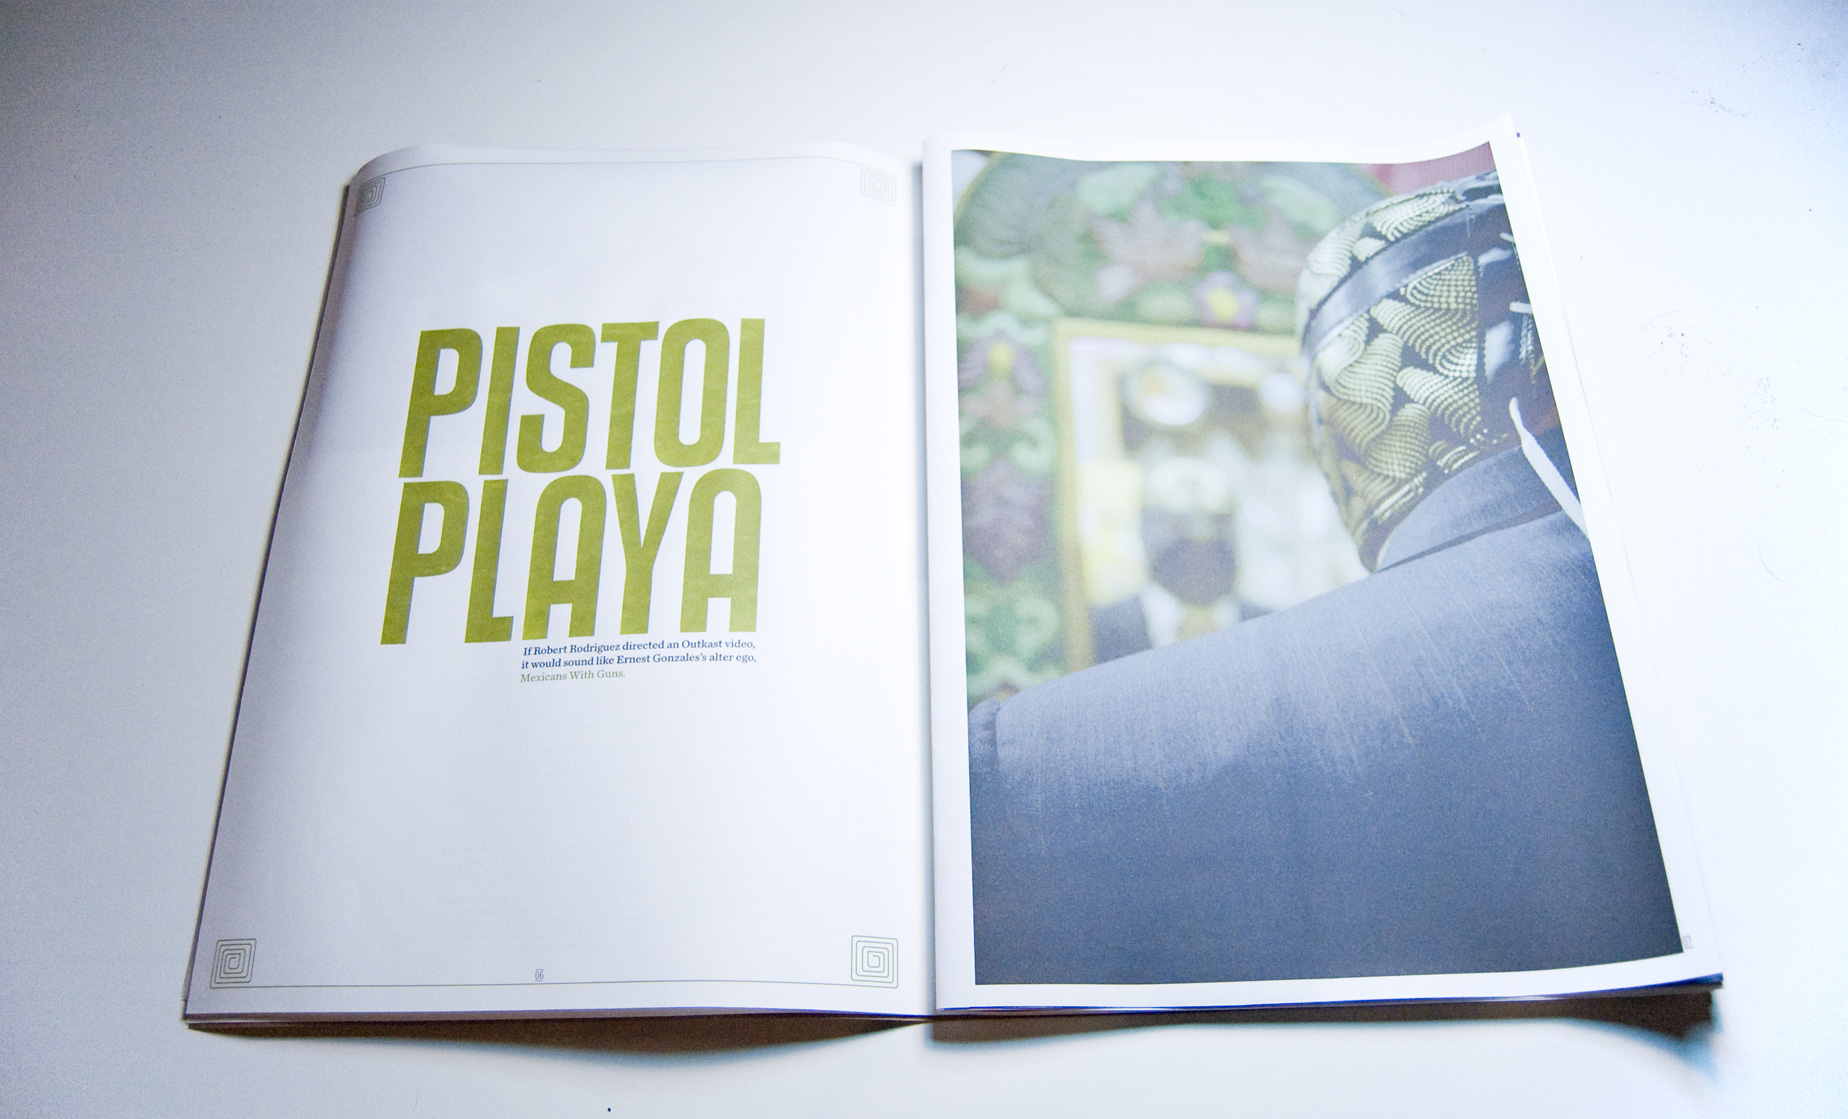 PISTOL
PLAYA
If Robert Rodriguez directed an Outkast video,
it would sound like Ernest Gonzales's alter ego,
Mexicans With Guns.
06